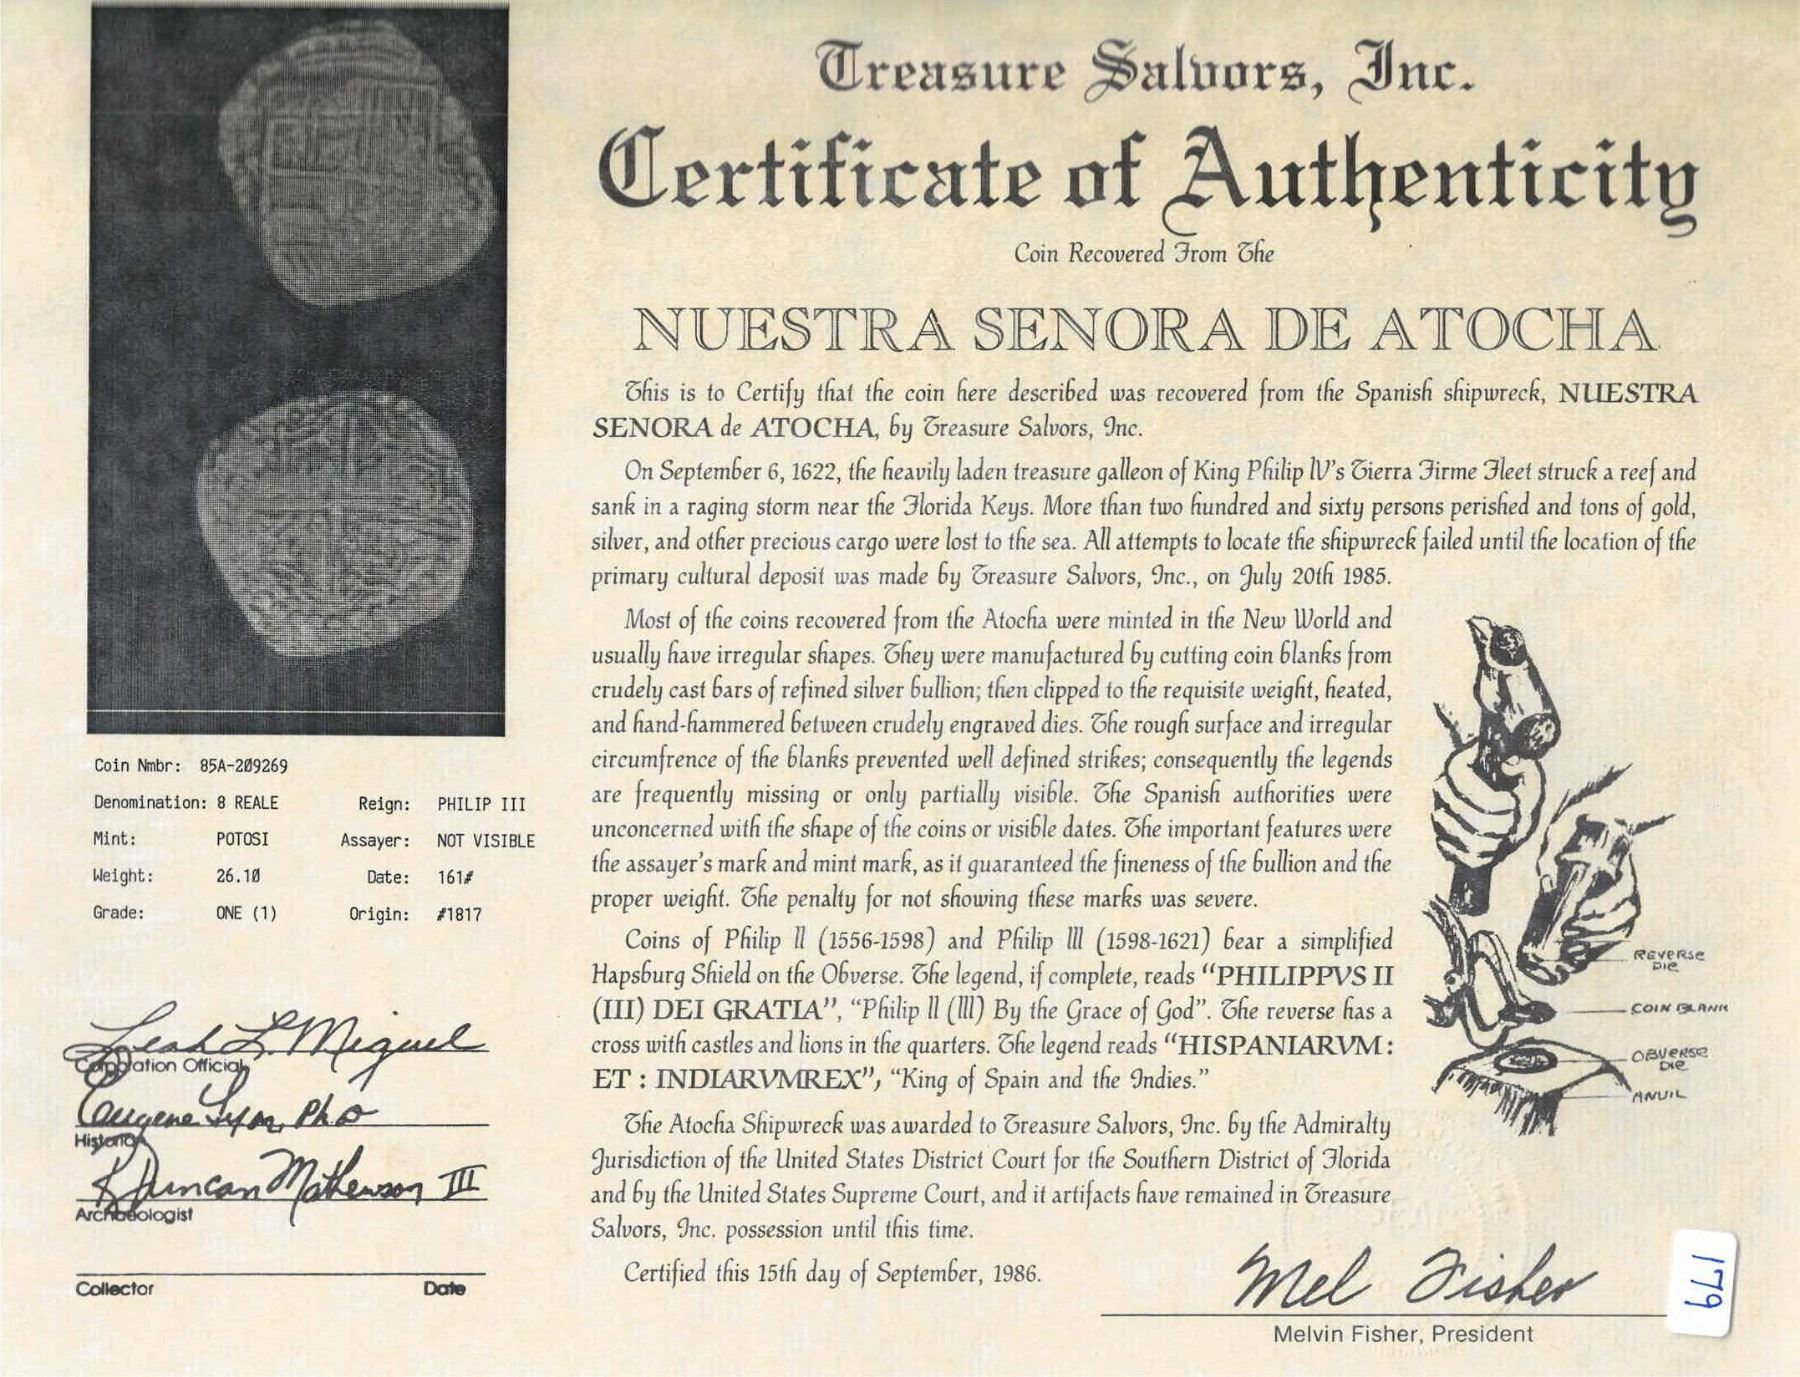 Treasure Salvors, Inc.
Certificate of Authenticity
Coin Recovered From The
NUESTRA SENORA DE ATOCHA
This is to Certify that the coin here described was recovered from the Spanish shipwreck, NUESTRA
SENORA de ATOCHA, by Treasure Salvors, Inc.
On September 6, 1622, the heavily laden treasure galleon of King Philip IV's Tierra Firme Fleet struck a reef and
sank in a raging storm near the Florida Keys. More than two hundred and sixty persons perished and tons of gold,
silver, and other precious cargo were lost to the sea. All attempts to locate the shipwreck failed until the location of the
primary cultural deposit was made by Treasure Salvors, Inc., on July 20th 1985.
Most of the coins recovered from the Atocha were minted in the New World and
usually have irregular shapes. They were manufactured by cutting coin blanks from
crudely cast bars of refined silver bullion; then clipped to the requisite weight, heated,
and hand-hammered between crudely engraved dies. The rough surface and irregular
circumfrence of the blanks prevented well defined strikes; consequently the legends
are frequently missing or only partially visible. The Spanish authorities were
unconcerned with the shape of the coins or visible dates. The important features were
the assayer's mark and mint mark, as it guaranteed the fineness of the bullion and the
proper weight. The penalty for not showing these marks was severe.
Coins of Philip II (1556-1598) and Philip III (1598-1621) bear a simplified
Hapsburg Shield on the Obverse. The legend, if complete, reads "PHILIPPVS II
(III) DEI GRATIA", "Philip II (III) By the Grace of God". The reverse has a
cross with castles and lions in the quarters. The legend reads "HISPANIARVM :
ET : INDIARVMREX", "King of Spain and the Indies."
The Atocha Shipwreck was awarded to Treasure Salvors, Inc. by the Admiralty
Jurisdiction of the United States District Court for the Southern District of Florida
and by the United States Supreme Court, and it artifacts have remained in Treasure
Salvors, Inc. possession until this time.
Certified this 15th day of September, 1986.
REVERSE
DIE
COIN BLANK
OBVERSE
DIE
ANVIL
Mel Fisher
Melvin Fisher, President
179
Coin Nmbr: 85A-209269
Denomination: 8 REALE Reign: PHILIP III
Mint: POTOSI Assayer: NOT VISIBLE
Weight: 26.10 Date: 161#
Grade: ONE (1) Origin: #1817
Leah L. Miguel
Corporation Official
Eugene Lyon, PhD
Historian
R Duncan Mathewson III
Archaeologist
Collector Date